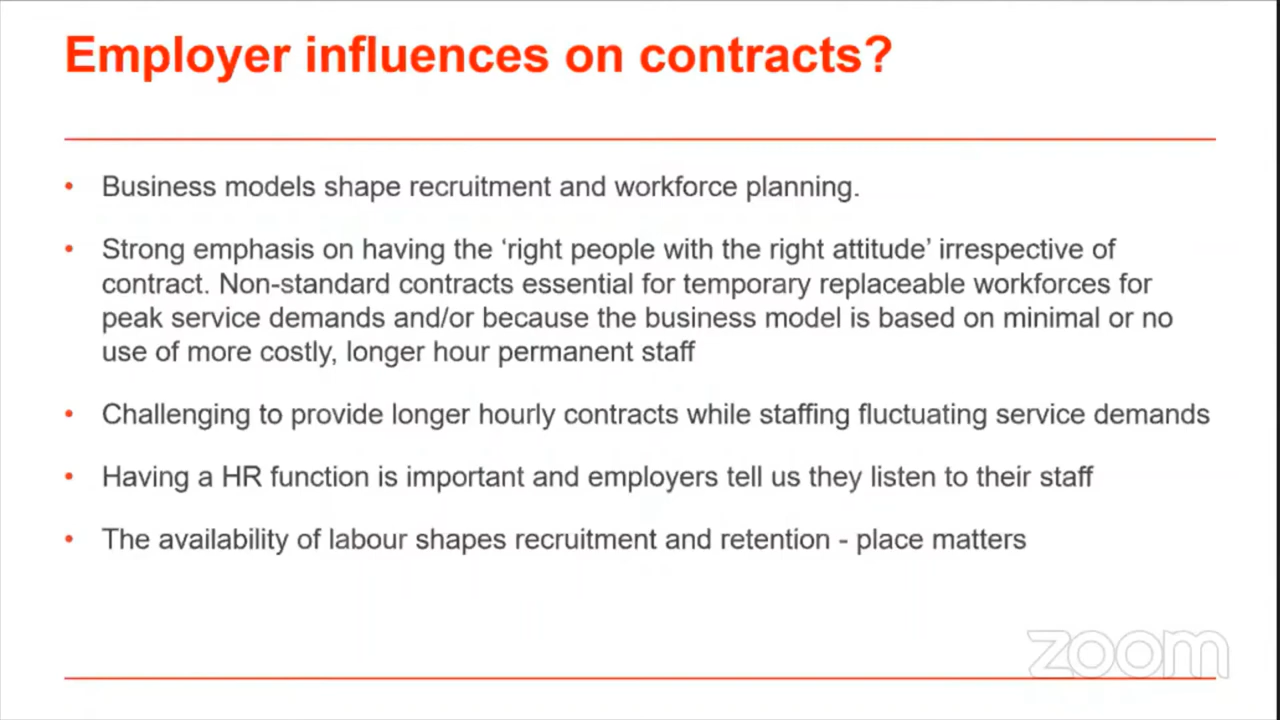 Employer influences on contracts?
• Business models shape recruitment and workforce planning.
• Strong emphasis on having the ‘right people with the right attitude’ irrespective of
contract. Non-standard contracts essential for temporary replaceable workforces for
peak service demands and/or because the business model is based on minimal or no
use of more costly, longer hour permanent staff
• Challenging to provide longer hourly contracts while staffing fluctuating service demands
• Having a HR function is important and employers tell us they listen to their staff
• The availability of labour shapes recruitment and retention - place matters
zoom